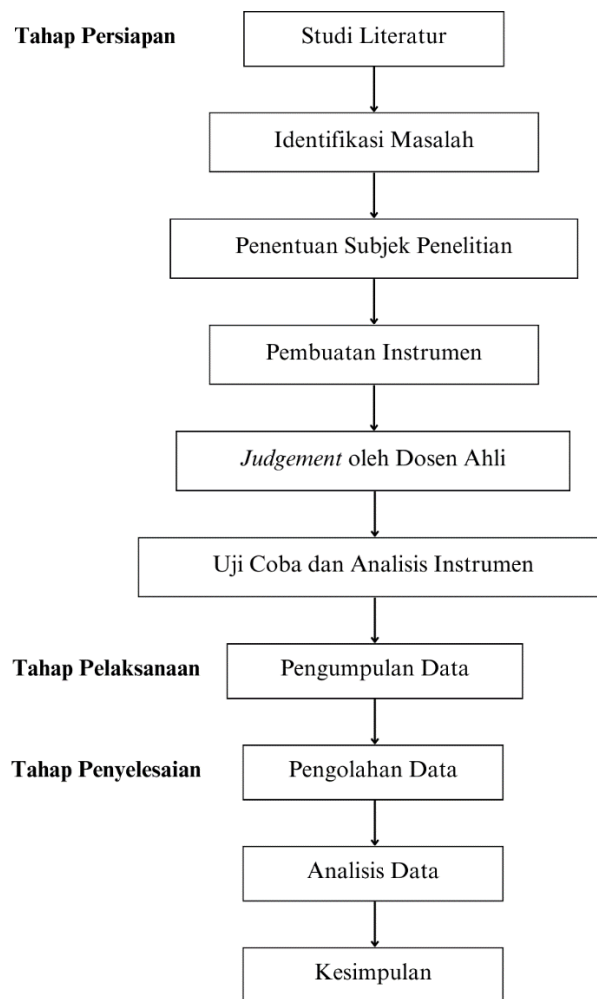 Tahap Persiapan
Studi Literatur
Identifikasi Masalah
Penentuan Subjek Penelitian
Pembuatan Instrumen
Judgement oleh Dosen Ahli
Uji Coba dan Analisis Instrumen
Tahap Pelaksanaan
Pengumpulan Data
Tahap Penyelesaian
Pengolahan Data
Analisis Data
Kesimpulan